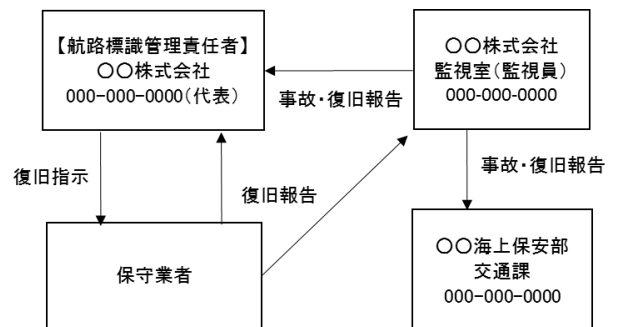 【航路標識管理責任者】
〇〇株式会社
000-000-0000(代表)
〇〇株式会社
監視室(監視員)
000-000-0000
事故・復旧報告
復旧指示
復旧報告
事故・復旧報告
保守業者
〇〇海上保安部
交通課
000-000-0000